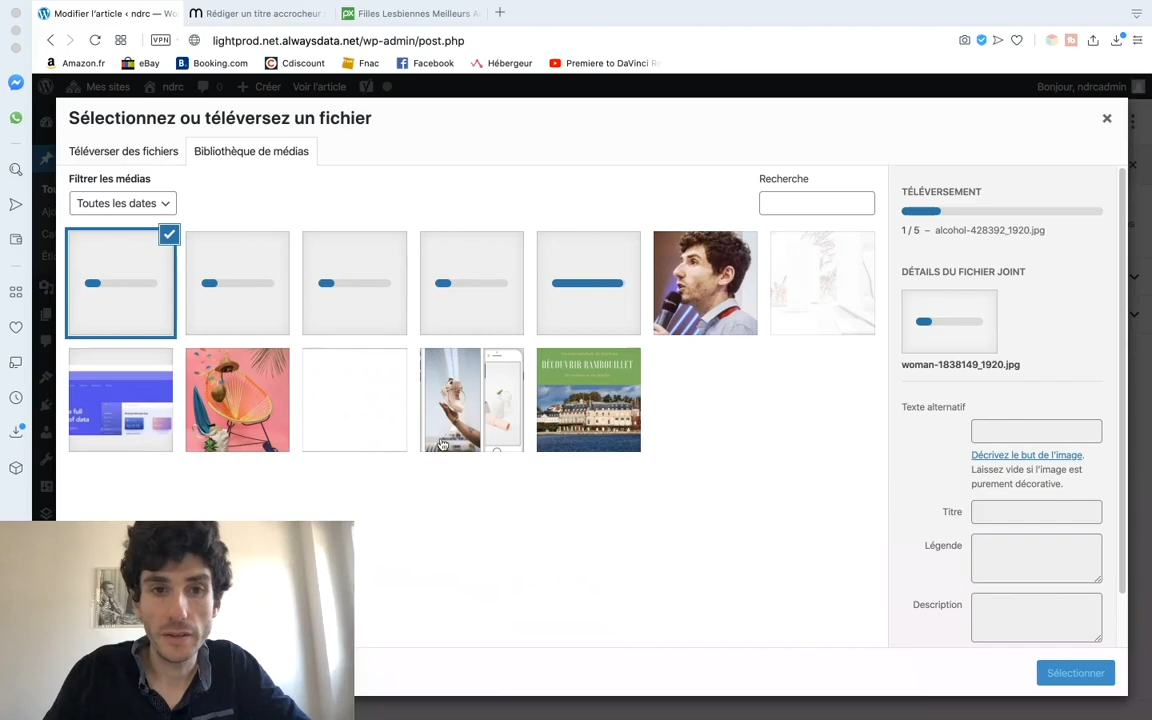 Modifier l'article ‹ ndrc — Wo
Rédiger un titre accrocheur
Filles Lesbiennes Meilleurs A
VPN
lightprod.net.alwaysdata.net/wp-admin/post.php
Amazon.fr
eBay
Booking.com
Cdiscount
Fnac
Facebook
Hébergeur
Premiere to DaVinci Re
Mes sites
ndrc
0
Créer
Voir l'article
Bonjour, ndrcadmin
Sélectionnez ou téléversez un fichier
Téléverser des fichiers
Bibliothèque de médias
Filtrer les médias
Toutes les dates
Recherche
DÉCOUVRIR RAMBOUILLET
TÉLÉVERSEMENT
1 / 5 – alcohol-428392_1920.jpg
DÉTAILS DU FICHIER JOINT
woman-1838149_1920.jpg
Texte alternatif
Décrivez le but de l'image.
Laissez vide si l'image est
purement décorative.
Titre
Légende
Description
Sélectionner